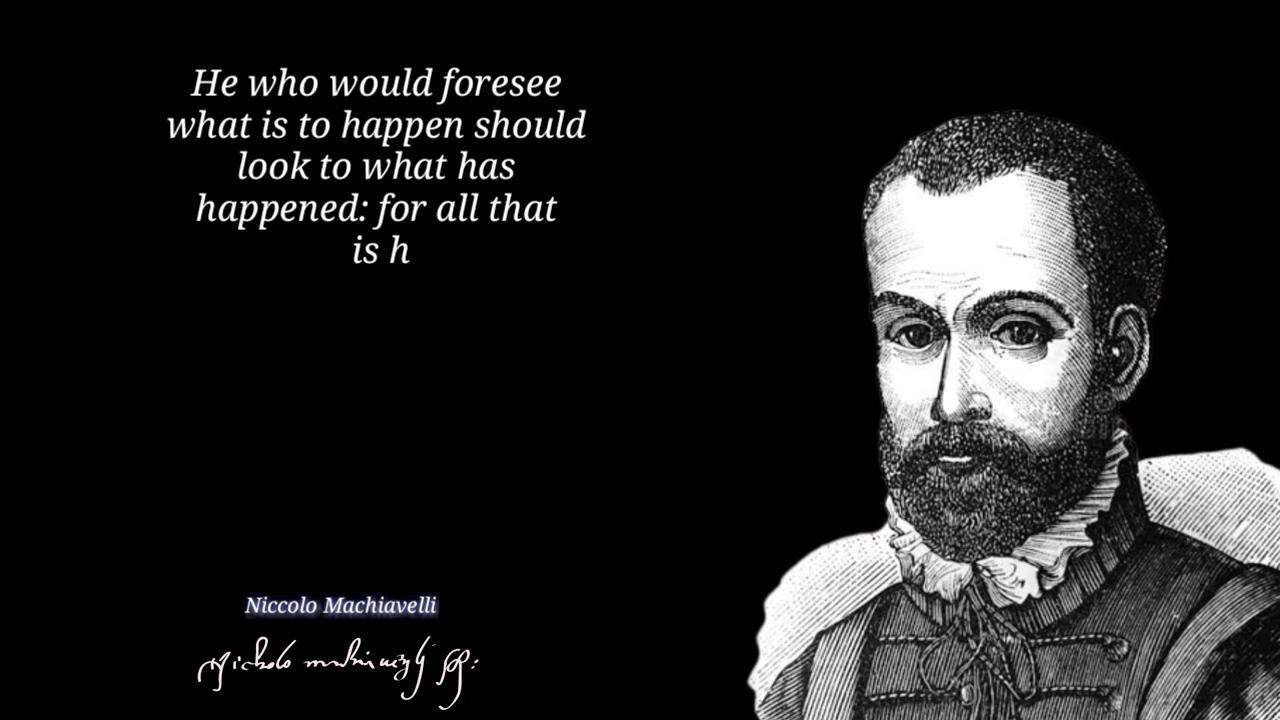 He who would foresee
what is to happen should
look to what has
happened: for all that
is h
Niccolo Machiavelli